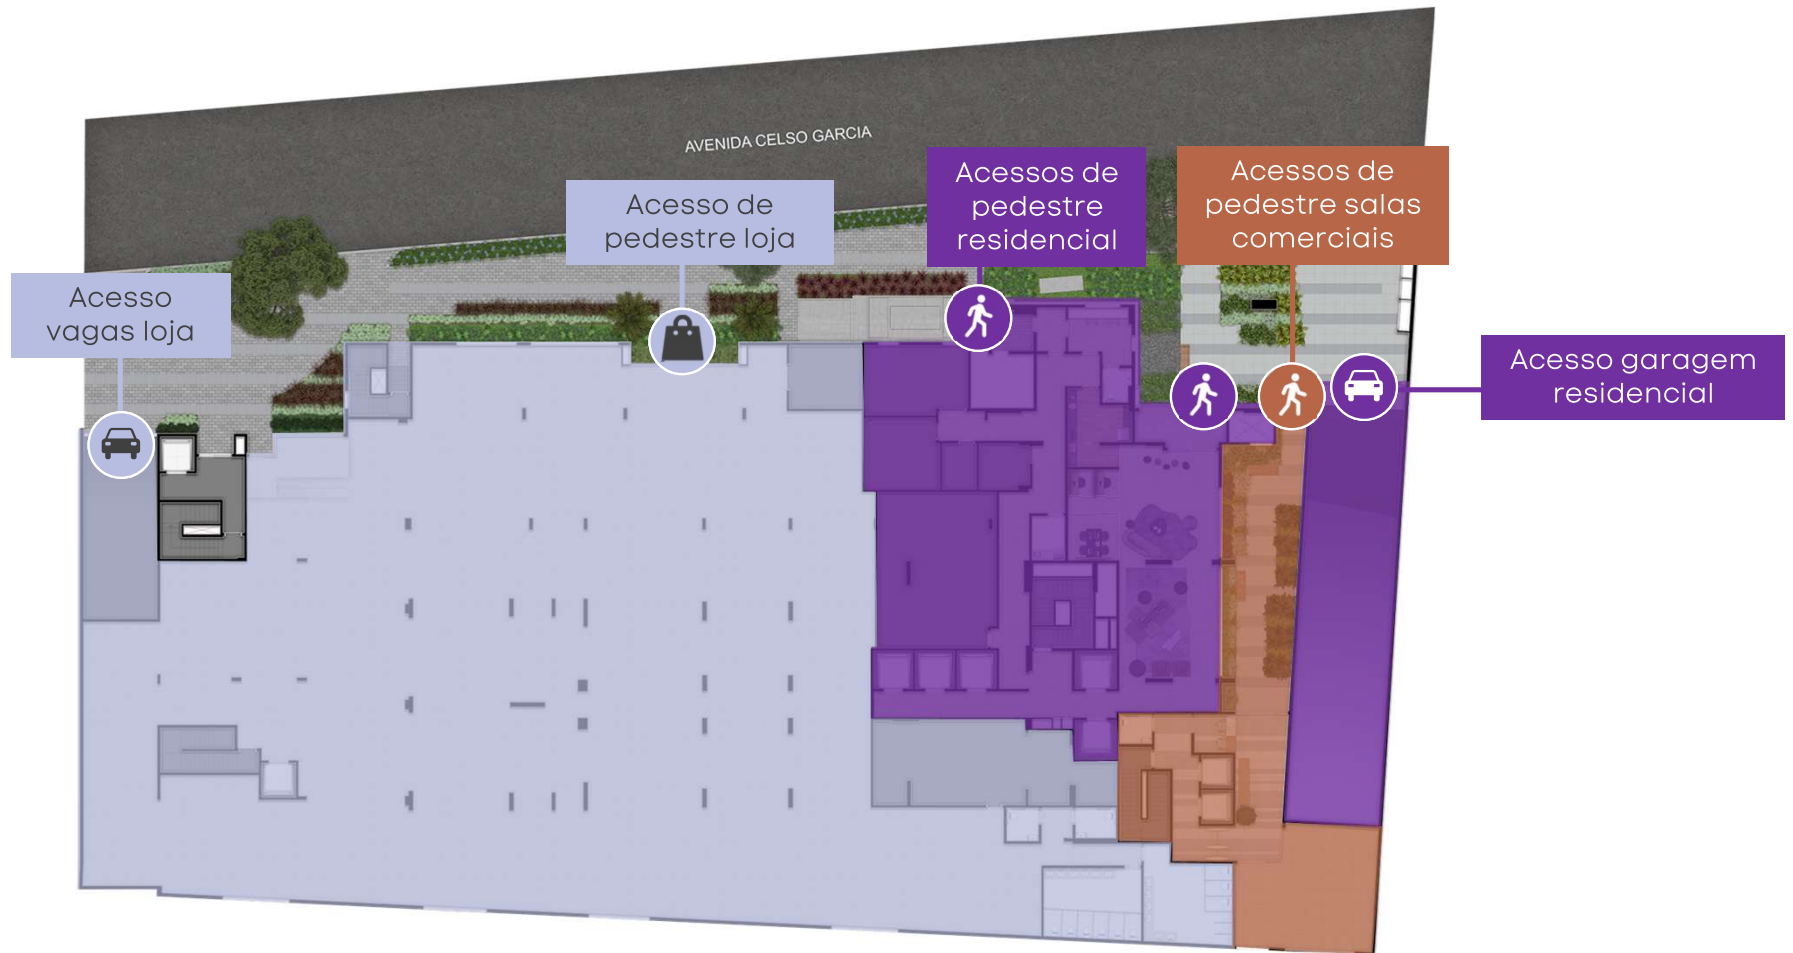 AVENIDA CELSO GARCIA
Acessos de
pedestre
residencial
Acessos de
pedestre salas
comerciais
Acesso de
pedestre loja
Acesso
vagas loja
Acesso garagem
residencial